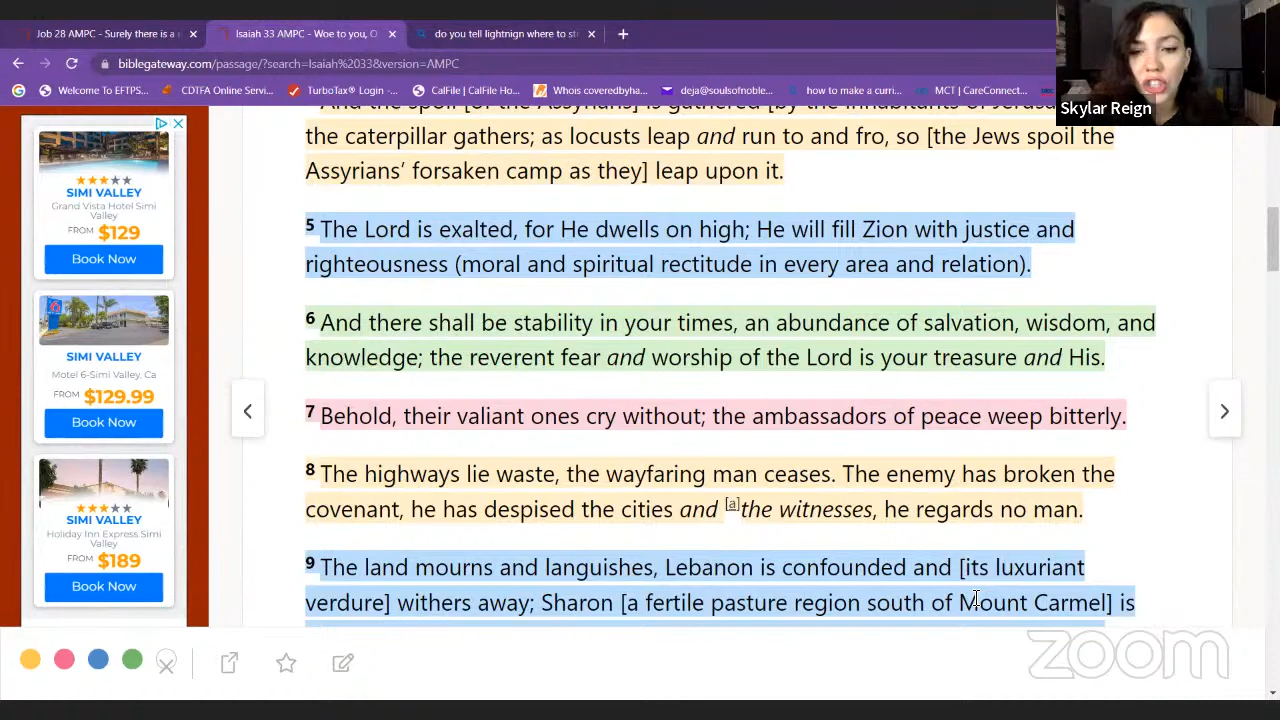 Job 28 AMPC - Surely there is a
Isaiah 33 AMPC - Woe to you, O
do you tell lightnign where to st
biblegateway.com/passage/?search=Isaiah%2033&version=AMPC
Welcome To EFTPS...
CDTFA Online Servi...
TurboTax® Login -...
CalFile | CalFile Ho...
Whois coveredbyha...
deja@soulsofnoble...
how to make a curri...
MCT | CareConnect...
Skylar Reign
the caterpillar gathers; as locusts leap and run to and fro, so [the Jews spoil the
Assyrians’ forsaken camp as they] leap upon it.
5 The Lord is exalted, for He dwells on high; He will fill Zion with justice and
righteousness (moral and spiritual rectitude in every area and relation).
6 And there shall be stability in your times, an abundance of salvation, wisdom, and
knowledge; the reverent fear and worship of the Lord is your treasure and His.
7 Behold, their valiant ones cry without; the ambassadors of peace weep bitterly.
8 The highways lie waste, the wayfaring man ceases. The enemy has broken the
covenant, he has despised the cities and [a]the witnesses, he regards no man.
9 The land mourns and languishes, Lebanon is confounded and [its luxuriant
verdure] withers away; Sharon [a fertile pasture region south of Mount Carmel] is
SIMI VALLEY
Grand Vista Hotel Simi
Valley
FROM $129
Book Now
SIMI VALLEY
Motel 6-Simi Valley, Ca
FROM $129.99
Book Now
SIMI VALLEY
Holiday Inn Express Simi
Valley
FROM $189
Book Now
zoom